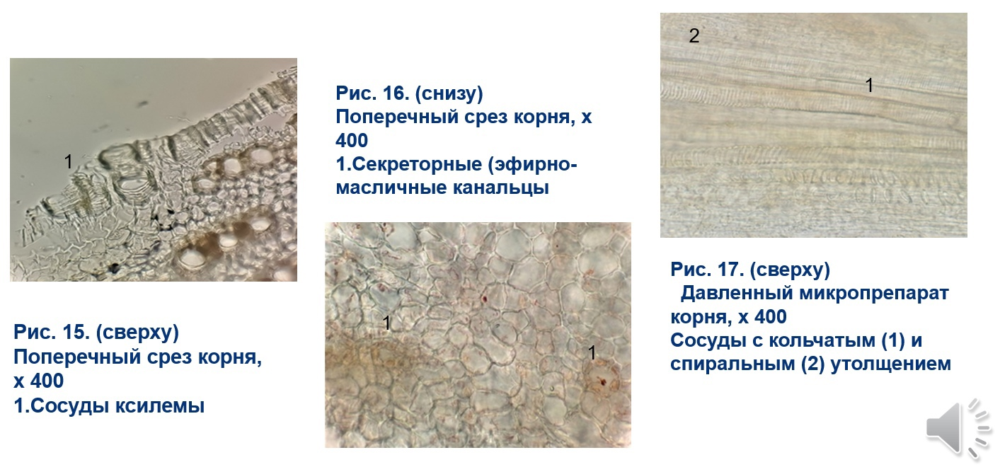 1
Рис. 15. (сверху)
Поперечный срез корня,
х 400
1.Сосуды ксилемы
Рис. 16. (снизу)
Поперечный срез корня, х
400
1.Секреторные (эфирно-
масличные канальцы
1
1
2
1
Рис. 17. (сверху)
Давленный микропрепарат
корня, х 400
Сосуды с кольчатым (1) и
спиральным (2) утолщением